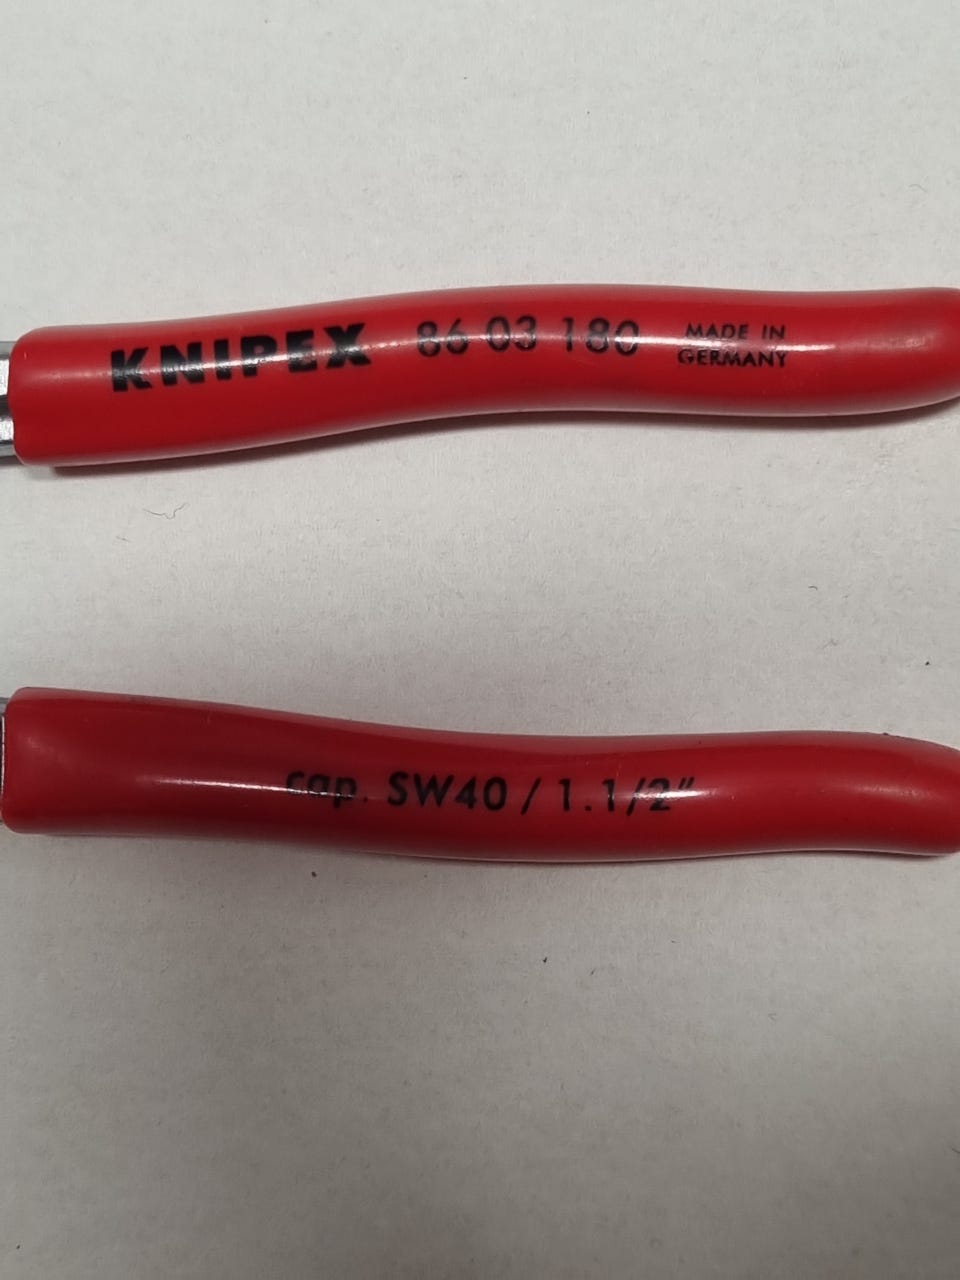 KNIPEX 86 03 180 MADE IN
GERMANY
cap. SW40 / 1.1/2"